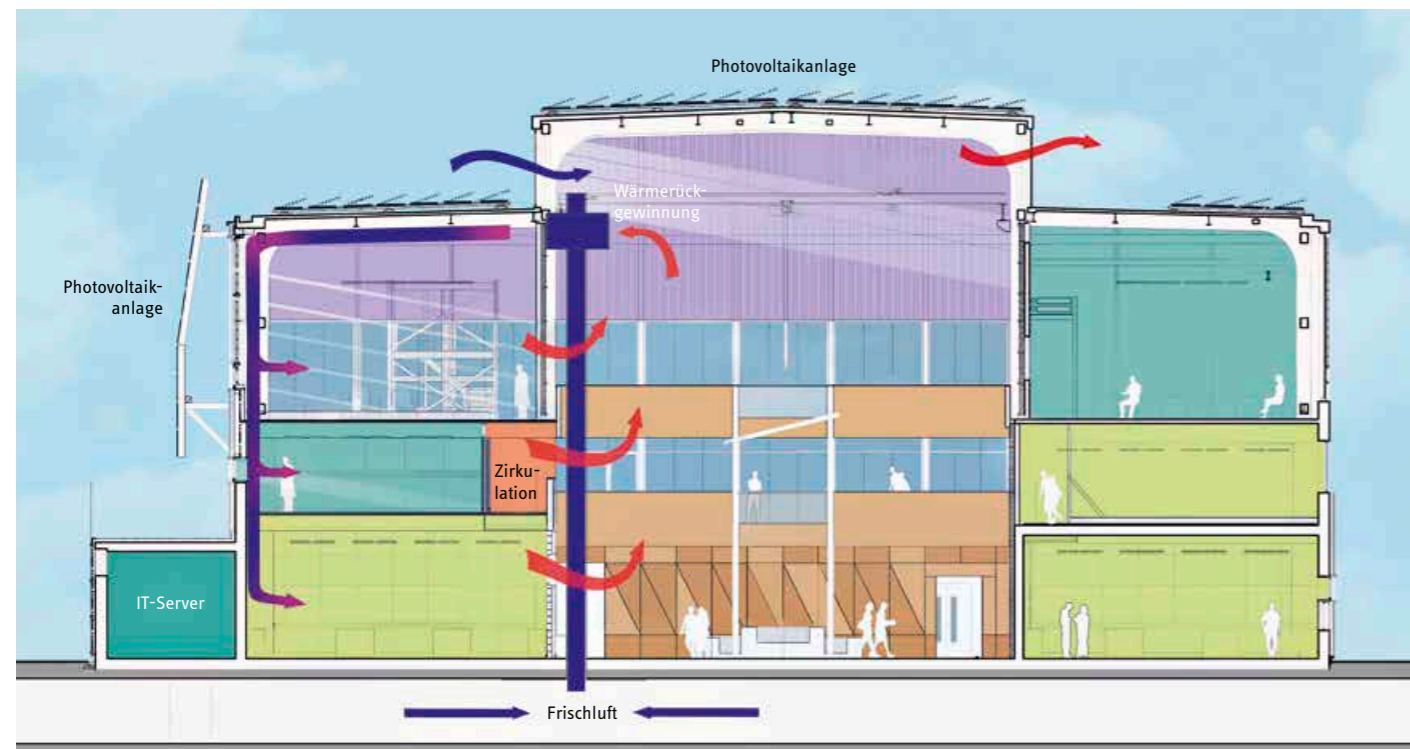 Photovoltaikanlage
Wärmerück-
gewinnung
Photovoltaik-
anlage
Zirku-
lation
IT-Server
Frischluft